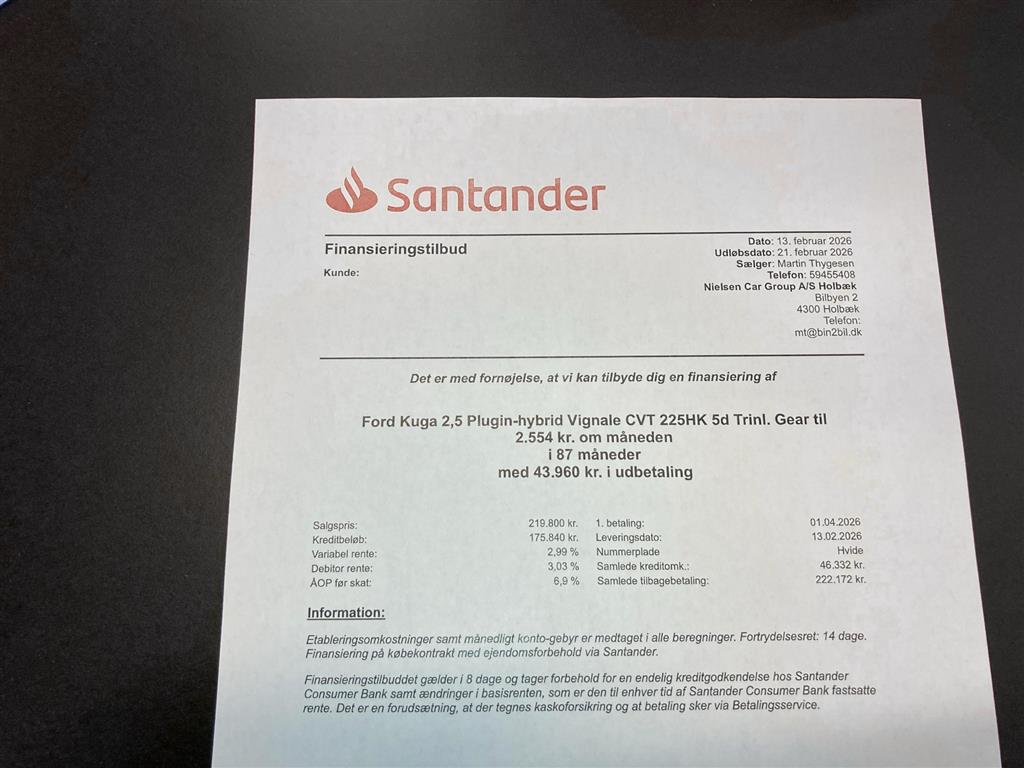 Santander
Finansieringstilbud
Kunde:
Dato: 13. februar 2026
Udløbsdato: 21. februar 2026
Sælger: Martin Thygesen
Telefon: 59455408
Nielsen Car Group A/S Holbæk
Bilbyen 2
4300 Holbæk
Telefon:
mt@bin2bil.dk
Det er med fornøjelse, at vi kan tilbyde dig en finansiering af
Ford Kuga 2,5 Plugin-hybrid Vignale CVT 225HK 5d Trinl. Gear til
2.554 kr. om måneden
i 87 måneder
med 43.960 kr. i udbetaling
Salgspris: 219.800 kr. 1. betaling: 01.04.2026
Kreditbeløb: 175.840 kr. Leveringsdato: 13.02.2026
Variabel rente: 2,99 % Nummerplade Hvide
Debitor rente: 3,03 % Samlede kreditomk.: 46.332 kr.
ÅOP før skat: 6,9 % Samlede tilbagebetaling: 222.172 kr.
Information:
Etableringsomkostninger samt månedligt konto-gebyr er medtaget i alle beregninger. Fortrydelsesret: 14 dage.
Finansiering på købekontrakt med ejendomsforbehold via Santander.
Finansieringstilbuddet gælder i 8 dage og tager forbehold for en endelig kreditgodkendelse hos Santander
Consumer Bank samt ændringer i basisrenten, som er den til enhver tid af Santander Consumer Bank fastsatte
rente. Det er en forudsætning, at der tegnes kaskoforsikring og at betaling sker via Betalingsservice.